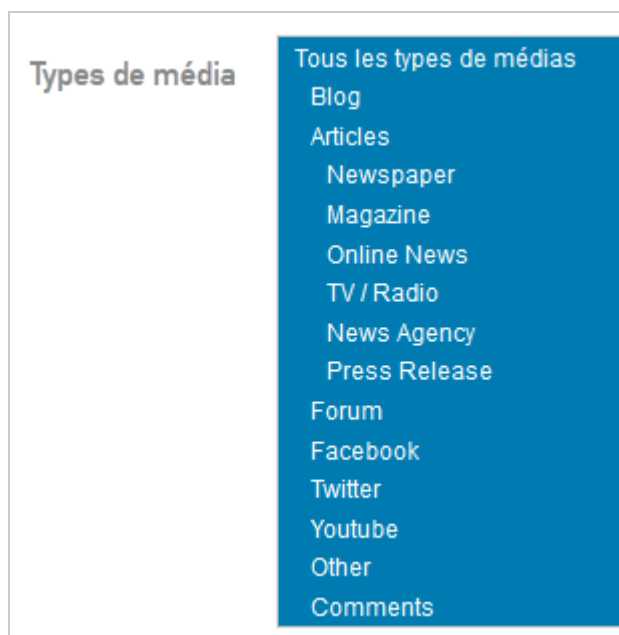 Types de média
Tous les types de médias
Blog
Articles
Newspaper
Magazine
Online News
TV / Radio
News Agency
Press Release
Forum
Facebook
Twitter
Youtube
Other
Comments